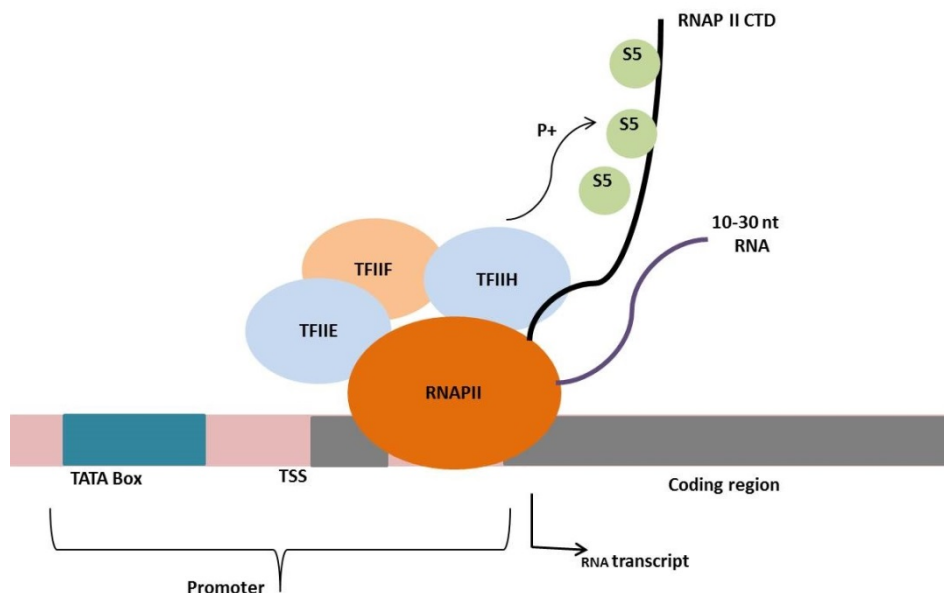 RNAP II CTD
S5
S5
P+
S5
10-30 nt
RNA
TFIIF
TFIIH
TFIIE
RNAPII
TATA Box
TSS
Coding region
RNA transcript
Promoter